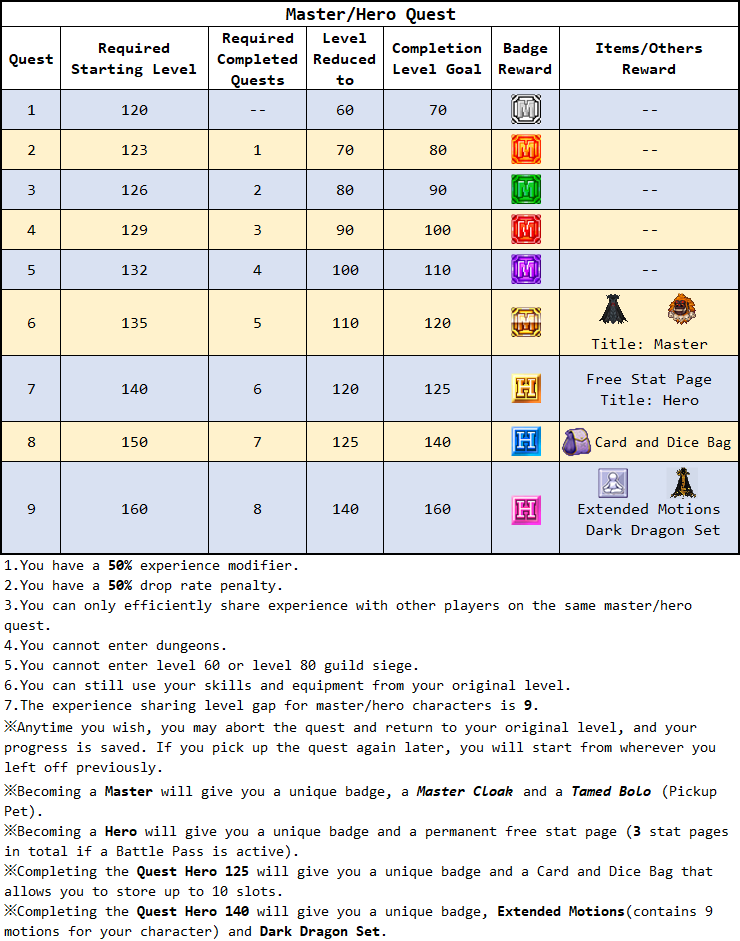 Master/Hero Quest
Quest Required Starting Level Required Completed Quests Level Reduced to Completion Level Goal Badge Reward Items/Others Reward
1 120 -- 60 70 M --
2 123 1 70 80 M --
3 126 2 80 90 M --
4 129 3 90 100 M --
5 132 4 100 110 M --
6 135 5 110 120 M Title: Master
7 140 6 120 125 H Free Stat Page Title: Hero
8 150 7 125 140 H Card and Dice Bag
9 160 8 140 160 H Extended Motions Dark Dragon Set
1.You have a 50% experience modifier.
2.You have a 50% drop rate penalty.
3.You can only efficiently share experience with other players on the same master/hero
quest.
4.You cannot enter dungeons.
5.You cannot enter level 60 or level 80 guild siege.
6.You can still use your skills and equipment from your original level.
7.The experience sharing level gap for master/hero characters is 9.
※Anytime you wish, you may abort the quest and return to your original level, and your
progress is saved. If you pick up the quest again later, you will start from wherever you
left off previously.
※Becoming a Master will give you a unique badge, a Master Cloak and a Tamed Bolo (Pickup
Pet).
※Becoming a Hero will give you a unique badge and a permanent free stat page (3 stat pages
in total if a Battle Pass is active).
※Completing the Quest Hero 125 will give you a unique badge and a Card and Dice Bag that
allows you to store up to 10 slots.
※Completing the Quest Hero 140 will give you a unique badge, Extended Motions(contains 9
motions for your character) and Dark Dragon Set.